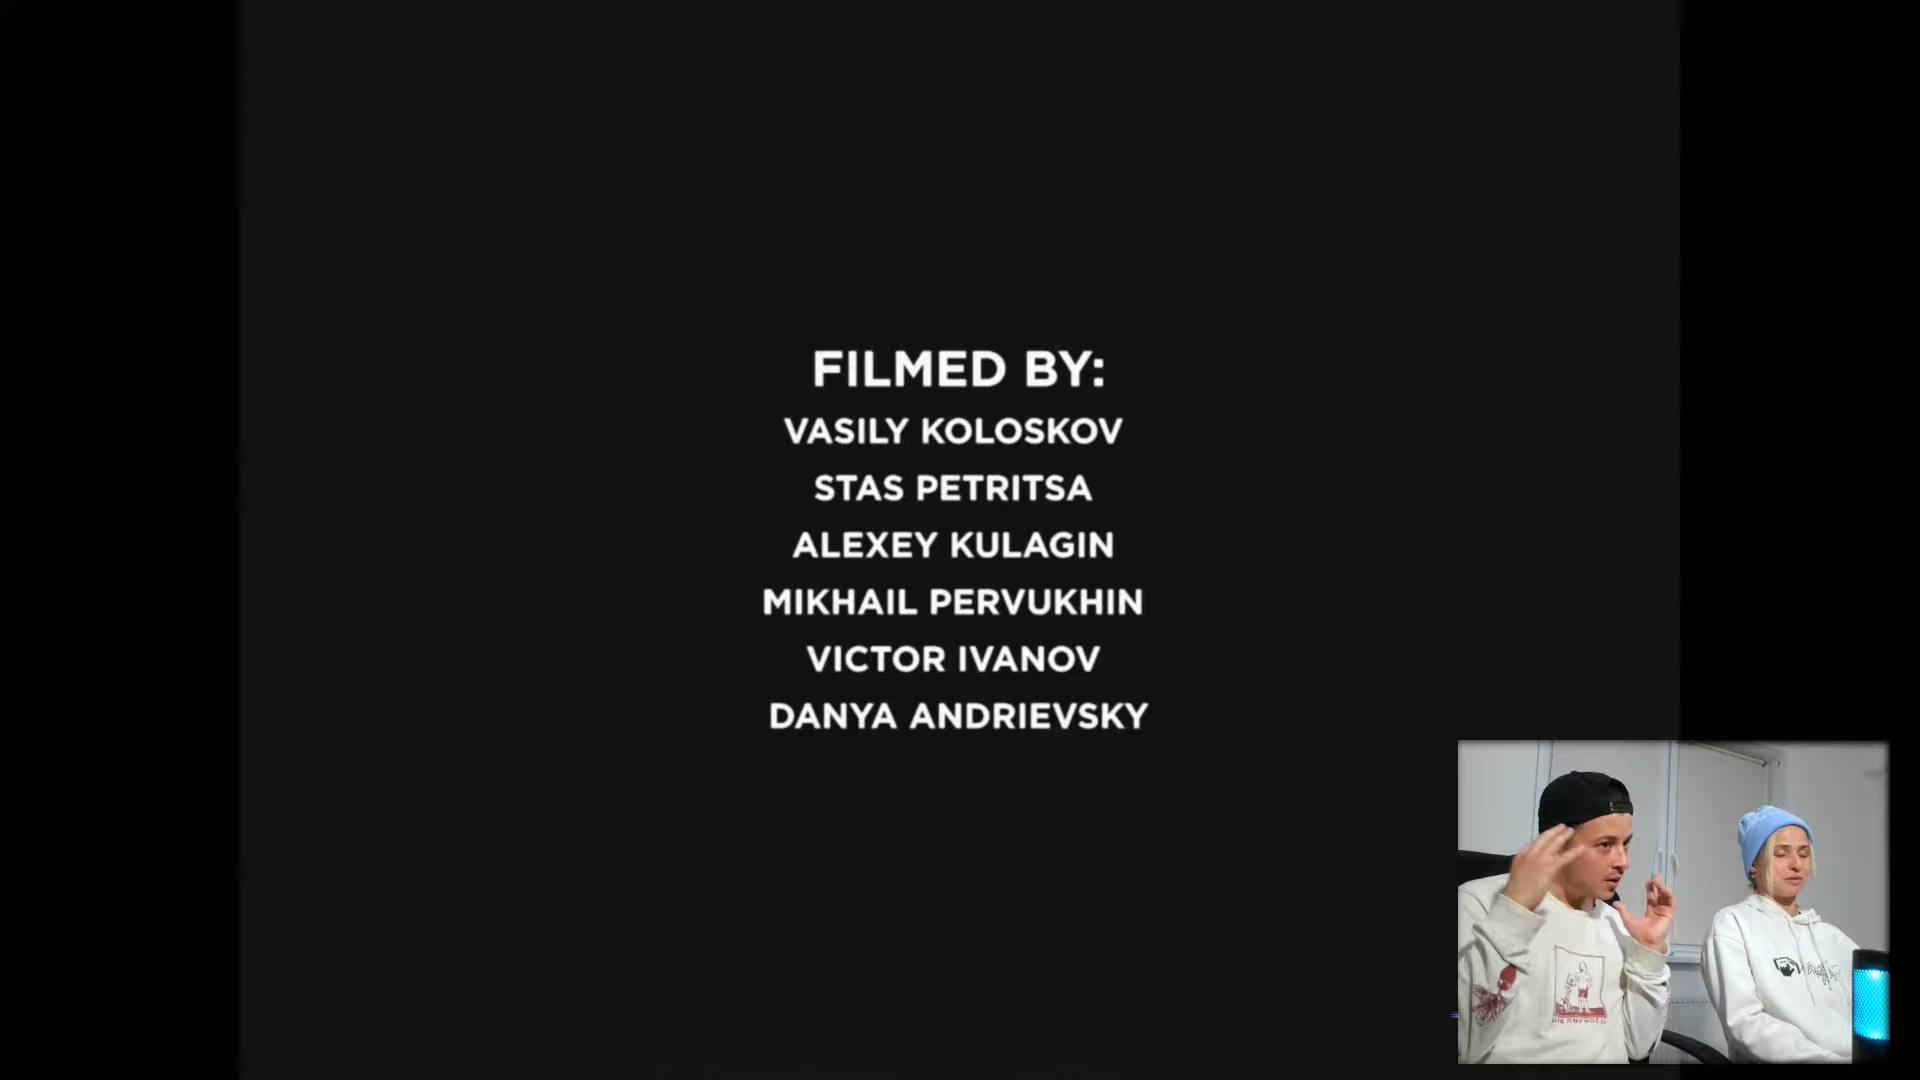 FILMED BY:
VASILY KOLOSKOV
STAS PETRITSA
ALEXEY KULAGIN
MIKHAIL PERVUKHIN
VICTOR IVANOV
DANYA ANDRIEVSKY